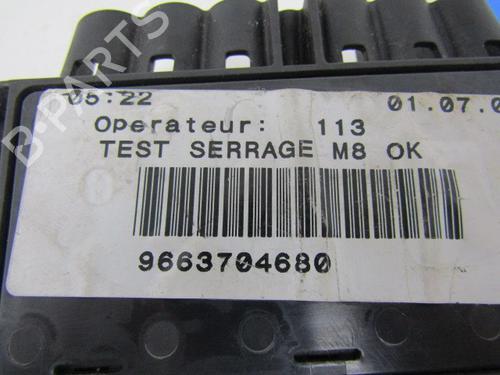 05:22 01.07.0
Operateur: 113
TEST SERRAGE M8 OK
9663704680
B-PARTS